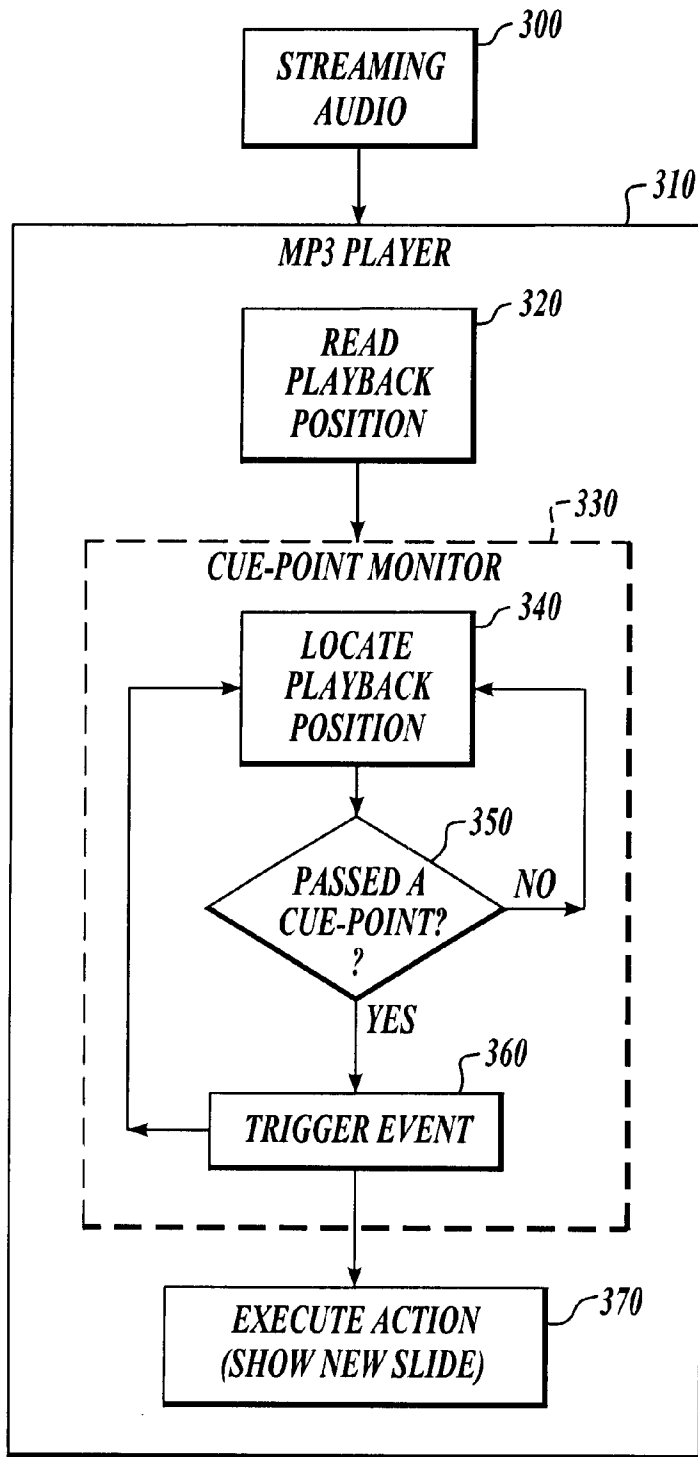 300
STREAMING
AUDIO
310
MP3 PLAYER
320
READ
PLAYBACK
POSITION
330
CUE-POINT MONITOR
340
LOCATE
PLAYBACK
POSITION
350
PASSED A
CUE-POINT?
?
NO
YES
360
TRIGGER EVENT
370
EXECUTE ACTION
(SHOW NEW SLIDE)